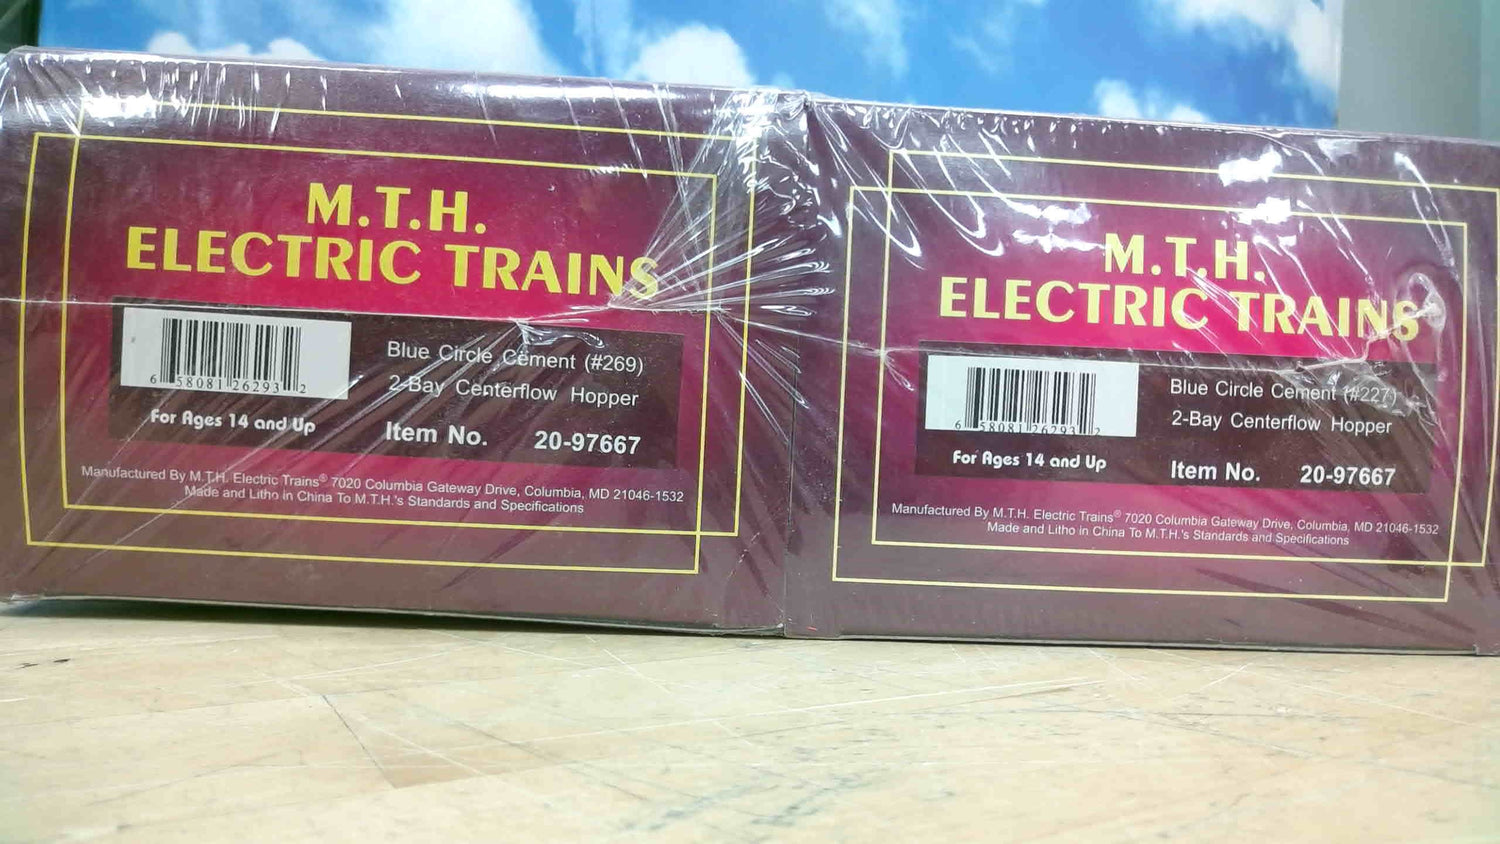 M.T.H.
ELECTRIC TRAINS
6 58081 26293 2
Blue Circle Cement (#269)
2-Bay Centerflow Hopper
For Ages 14 and Up
Item No. 20-97667
Manufactured By M.T.H. Electric Trains® 7020 Columbia Gateway Drive, Columbia, MD 21046-1532
Made and Litho in China To M.T.H.'s Standards and Specifications
M.T.H.
ELECTRIC TRAINS
6 58081 26293 2
Blue Circle Cement (#227)
2-Bay Centerflow Hopper
For Ages 14 and Up
Item No. 20-97667
Manufactured By M.T.H. Electric Trains® 7020 Columbia Gateway Drive, Columbia, MD 21046-1532
Made and Litho in China To M.T.H.'s Standards and Specifications